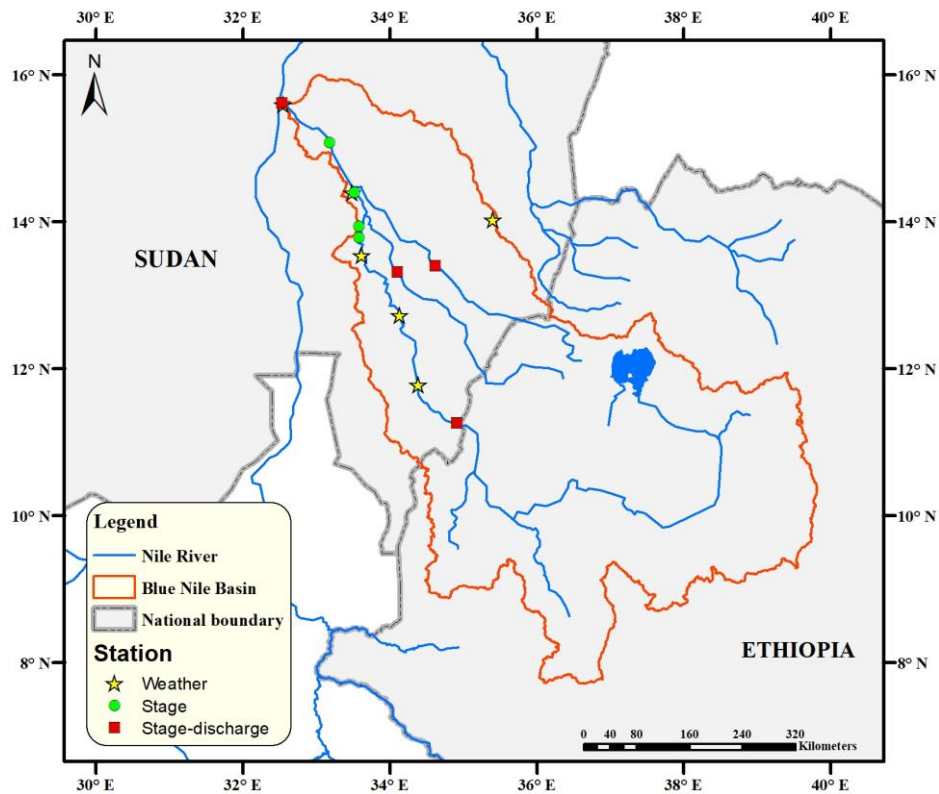 30° E 32° E 34° E 36° E 38° E 40° E
N
16° N 16° N
14° N 14° N
SUDAN
12° N 12° N
10° N 10° N
Legend
Nile River
Blue Nile Basin
National boundary
Station
Weather
Stage
Stage-discharge
ETHIOPIA
8° N 8° N
0 40 80 160 240 320
Kilometers
30° E 32° E 34° E 36° E 38° E 40° E